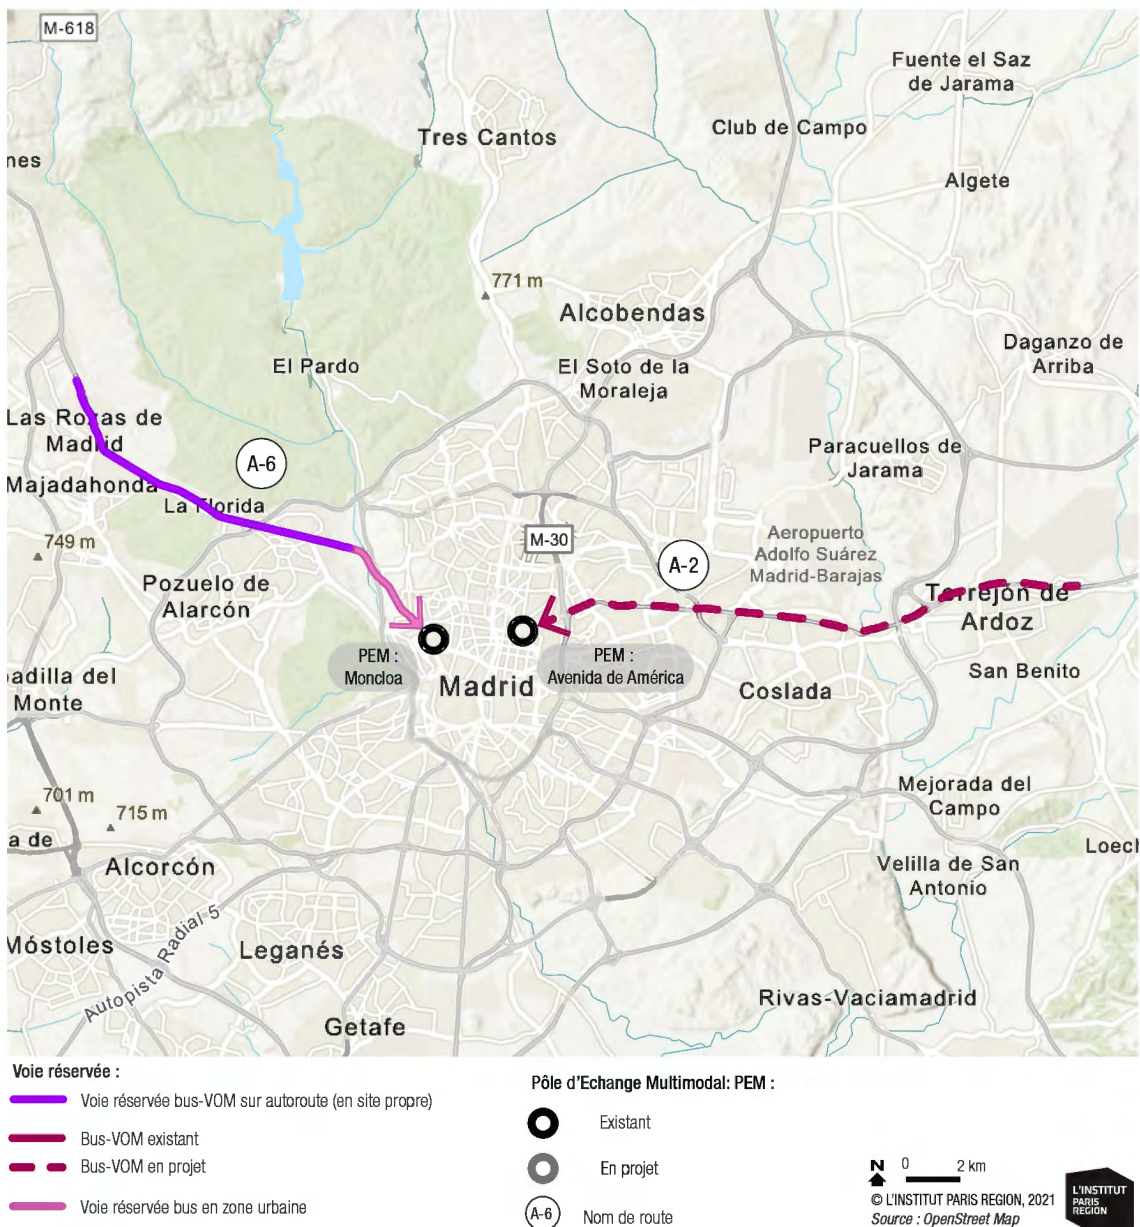 M-618
Fuente el Saz
de Jarama
Tres Cantos
Club de Campo
nes
Algete
771 m
Alcobendas
Daganzo de
Arriba
El Pardo
El Soto de la
Moraleja
Las Rozas de
Madrid
A-6
Paracuellos de
Jarama
Majadahonda
La Florida
M-30
Aeropuerto
Adolfo Suárez
Madrid-Barajas
749 m
A-2
Pozuelo de
Alarcón
Torrejón de
Ardoz
PEM :
Moncloa
PEM :
Avenida de América
San Benito
adilla del
Monte
Madrid
Coslada
701 m
715 m
Mejorada del
Campo
a de
Loech
Alcorcón
Velilla de San
Antonio
Autopista Radial 5
Móstoles
Leganés
Rivas-Vaciamadrid
Getafe
Voie réservée :
Voie réservée bus-VOM sur autoroute (en site propre)
Bus-VOM existant
Bus-VOM en projet
Voie réservée bus en zone urbaine
Pôle d'Echange Multimodal: PEM :
Existant
En projet
A-6 Nom de route
N 0 2 km
© L'INSTITUT PARIS REGION, 2021
Source : OpenStreet Map
L'INSTITUT
PARIS
REGION